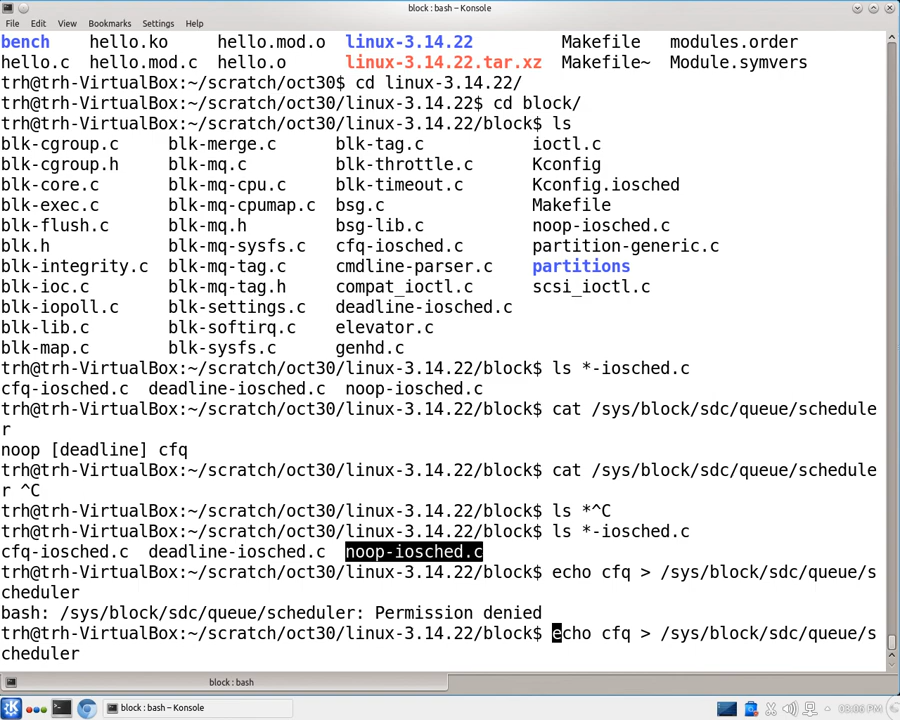 block : bash – Konsole
File Edit View Bookmarks Settings Help
bench hello.ko hello.mod.o linux-3.14.22 Makefile modules.order
hello.c hello.mod.c hello.o linux-3.14.22.tar.xz Makefile~ Module.symvers
trh@trh-VirtualBox:~/scratch/oct30$ cd linux-3.14.22/
trh@trh-VirtualBox:~/scratch/oct30/linux-3.14.22$ cd block/
trh@trh-VirtualBox:~/scratch/oct30/linux-3.14.22/block$ ls
blk-cgroup.c blk-merge.c blk-tag.c ioctl.c
blk-cgroup.h blk-mq.c blk-throttle.c Kconfig
blk-core.c blk-mq-cpu.c blk-timeout.c Kconfig.iosched
blk-exec.c blk-mq-cpumap.c bsg.c Makefile
blk-flush.c blk-mq.h bsg-lib.c noop-iosched.c
blk.h blk-mq-sysfs.c cfq-iosched.c partition-generic.c
blk-integrity.c blk-mq-tag.c cmdline-parser.c partitions
blk-ioc.c blk-mq-tag.h compat_ioctl.c scsi_ioctl.c
blk-iopoll.c blk-settings.c deadline-iosched.c
blk-lib.c blk-softirq.c elevator.c
blk-map.c blk-sysfs.c genhd.c
trh@trh-VirtualBox:~/scratch/oct30/linux-3.14.22/block$ ls *-iosched.c
cfq-iosched.c deadline-iosched.c noop-iosched.c
trh@trh-VirtualBox:~/scratch/oct30/linux-3.14.22/block$ cat /sys/block/sdc/queue/schedule
r
noop [deadline] cfq
trh@trh-VirtualBox:~/scratch/oct30/linux-3.14.22/block$ cat /sys/block/sdc/queue/schedule
r ^C
trh@trh-VirtualBox:~/scratch/oct30/linux-3.14.22/block$ ls *^C
trh@trh-VirtualBox:~/scratch/oct30/linux-3.14.22/block$ ls *-iosched.c
cfq-iosched.c deadline-iosched.c noop-iosched.c
trh@trh-VirtualBox:~/scratch/oct30/linux-3.14.22/block$ echo cfq > /sys/block/sdc/queue/s
cheduler
bash: /sys/block/sdc/queue/scheduler: Permission denied
trh@trh-VirtualBox:~/scratch/oct30/linux-3.14.22/block$ echo cfq > /sys/block/sdc/queue/s
cheduler
block : bash
block : bash – Konsole
03:06 PM